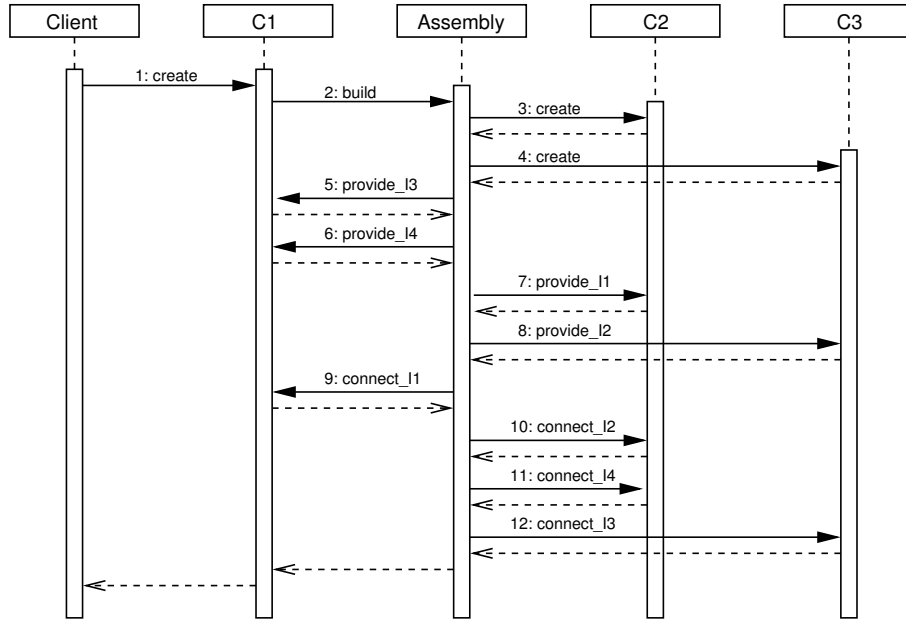 Client
C1
Assembly
C2
C3
1: create
2: build
3: create
4: create
5: provide_I3
6: provide_I4
7: provide_I1
8: provide_I2
9: connect_I1
10: connect_I2
11: connect_I4
12: connect_I3